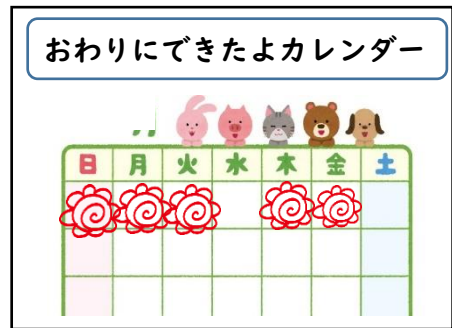 おわりにできたよカレンダー
日 月 火 水 木 金 土